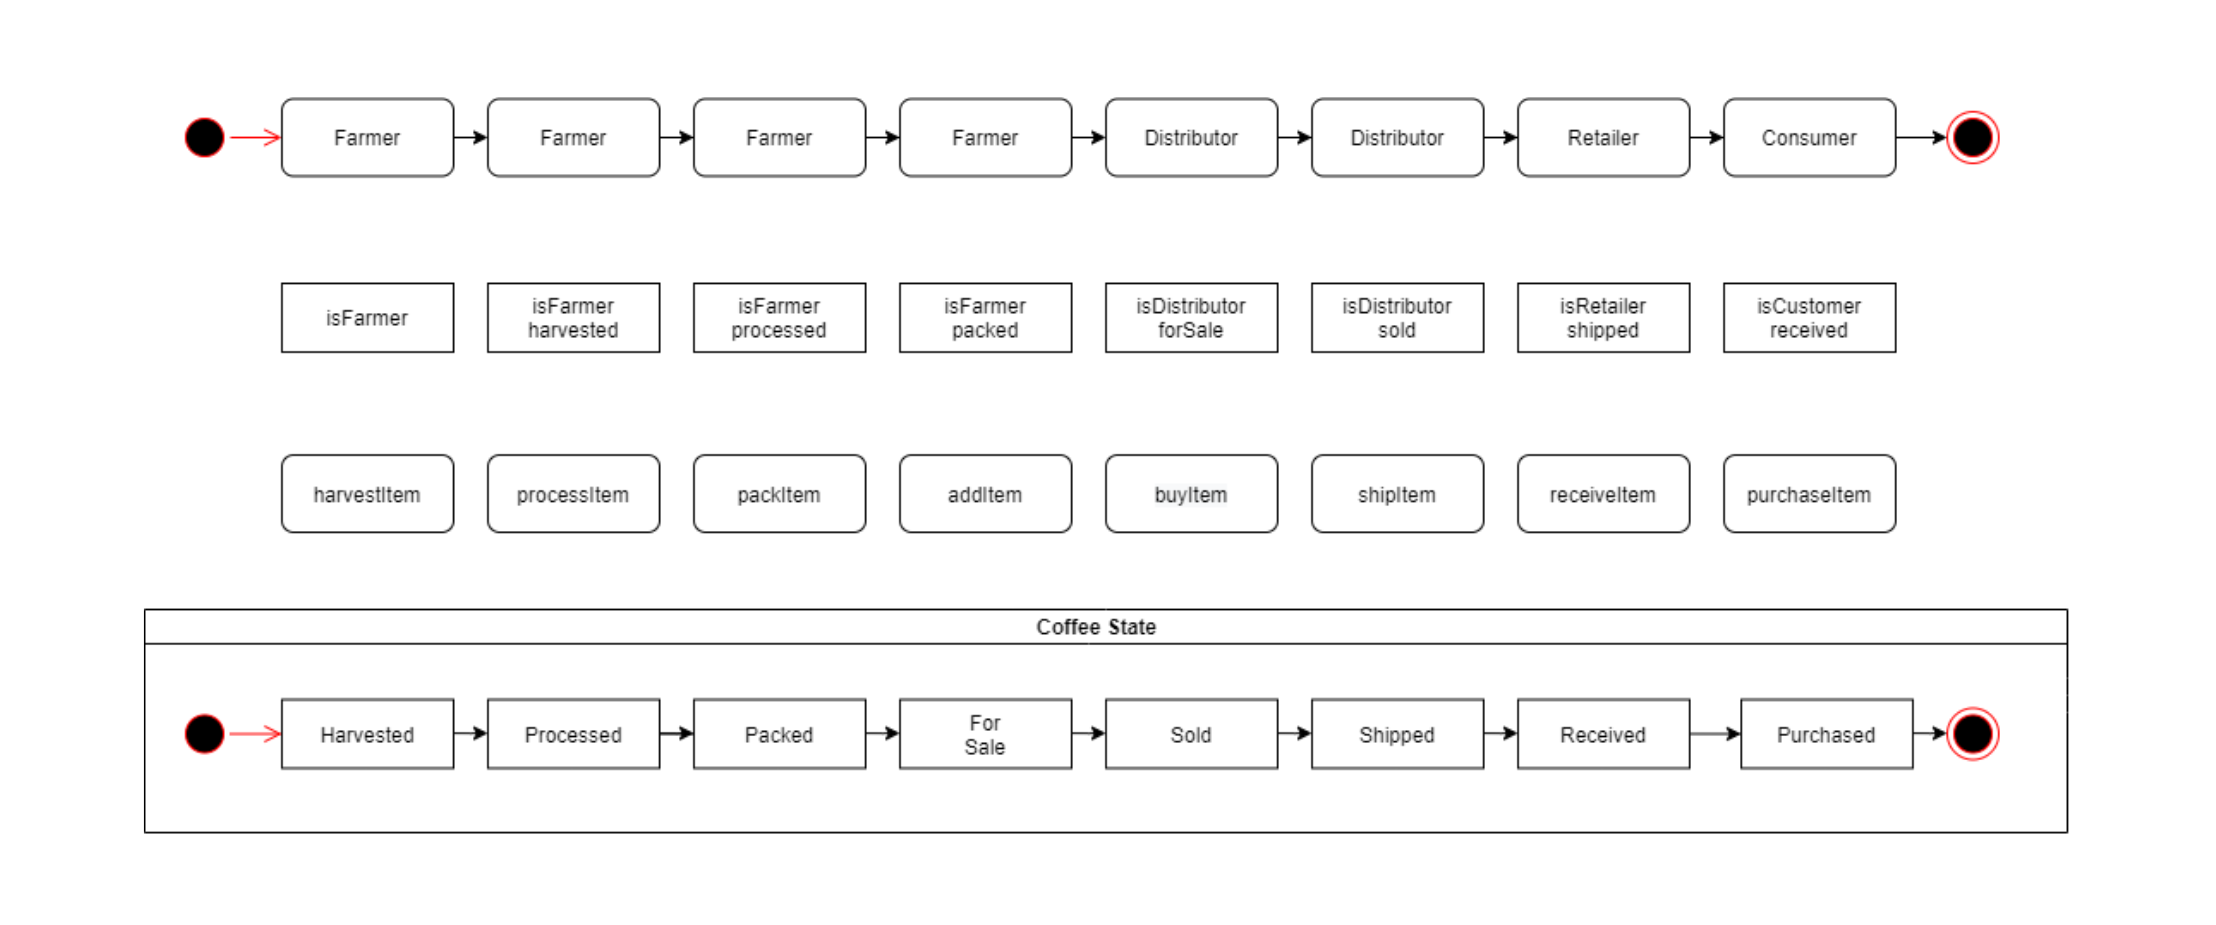 Farmer
Farmer
Farmer
Farmer
Distributor
Distributor
Retailer
Consumer
isFarmer
isFarmer
harvested
isFarmer
processed
isFarmer
packed
isDistributor
forSale
isDistributor
sold
isRetailer
shipped
isCustomer
received
harvestItem
processItem
packItem
addItem
buyItem
shipItem
receiveItem
purchaseItem
Coffee State
Harvested
Processed
Packed
For
Sale
Sold
Shipped
Received
Purchased